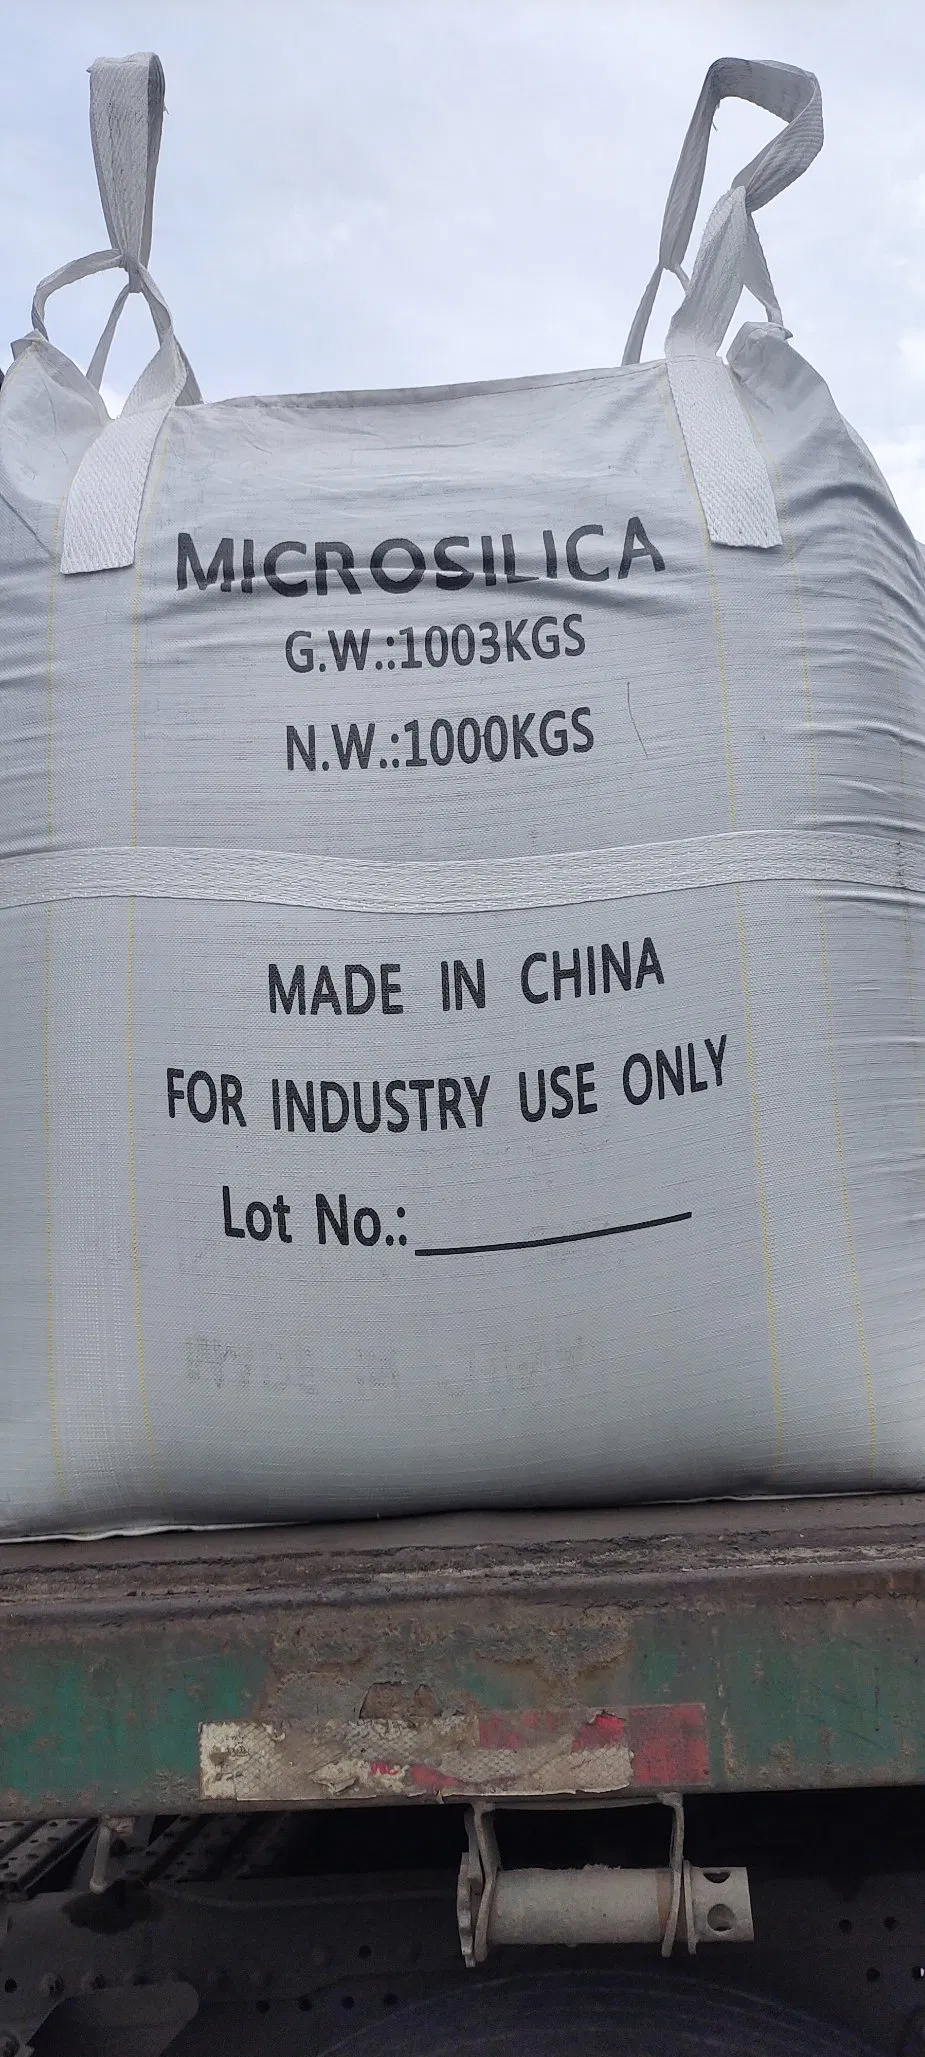 MICROSILICA
G.W.:1003KGS
N.W.:1000KGS
MADE IN CHINA
FOR INDUSTRY USE ONLY
Lot No.: